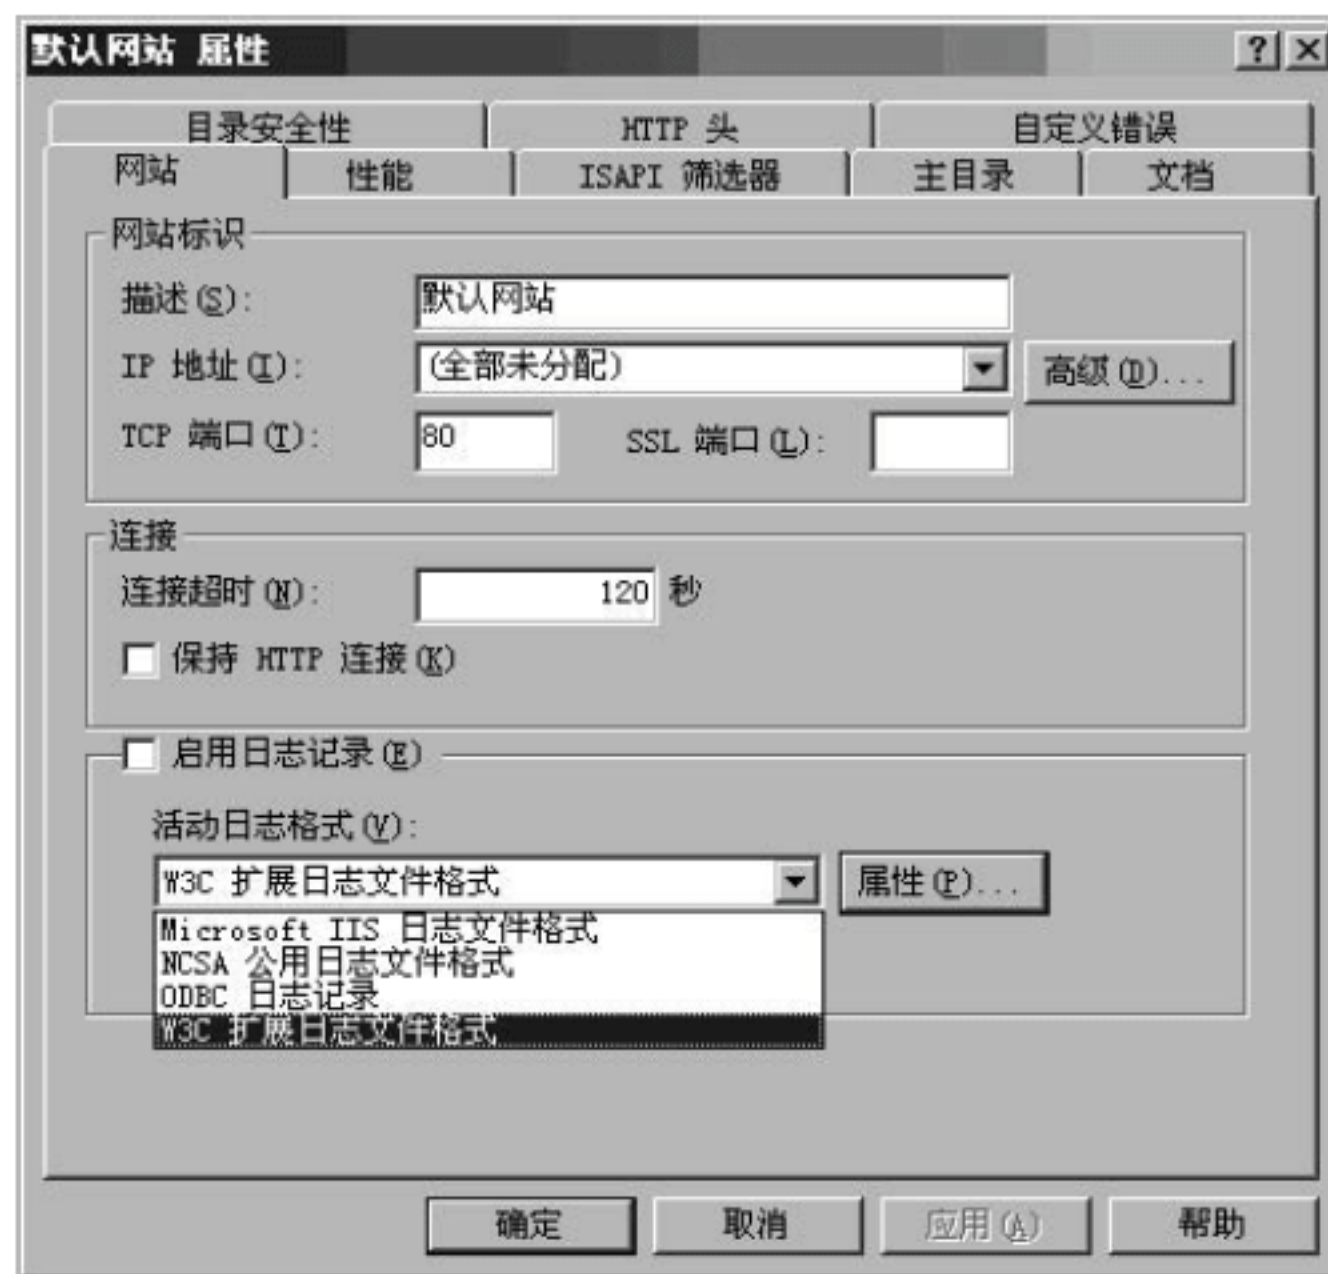 默认网站 属性
目录安全性 HTTP 头 自定义错误
网站 性能 ISAPI 筛选器 主目录 文档
网站标识
描述(S): 默认网站
IP 地址(I): (全部未分配) 高级(D)...
TCP 端口(T): 80 SSL 端口(L):
连接
连接超时(N): 120 秒
保持 HTTP 连接(K)
启用日志记录(E)
活动日志格式(V):
W3C 扩展日志文件格式 属性(P)...
Microsoft IIS 日志文件格式
NCSA 公用日志文件格式
ODBC 日志记录
W3C 扩展日志文件格式
确定 取消 应用(A) 帮助